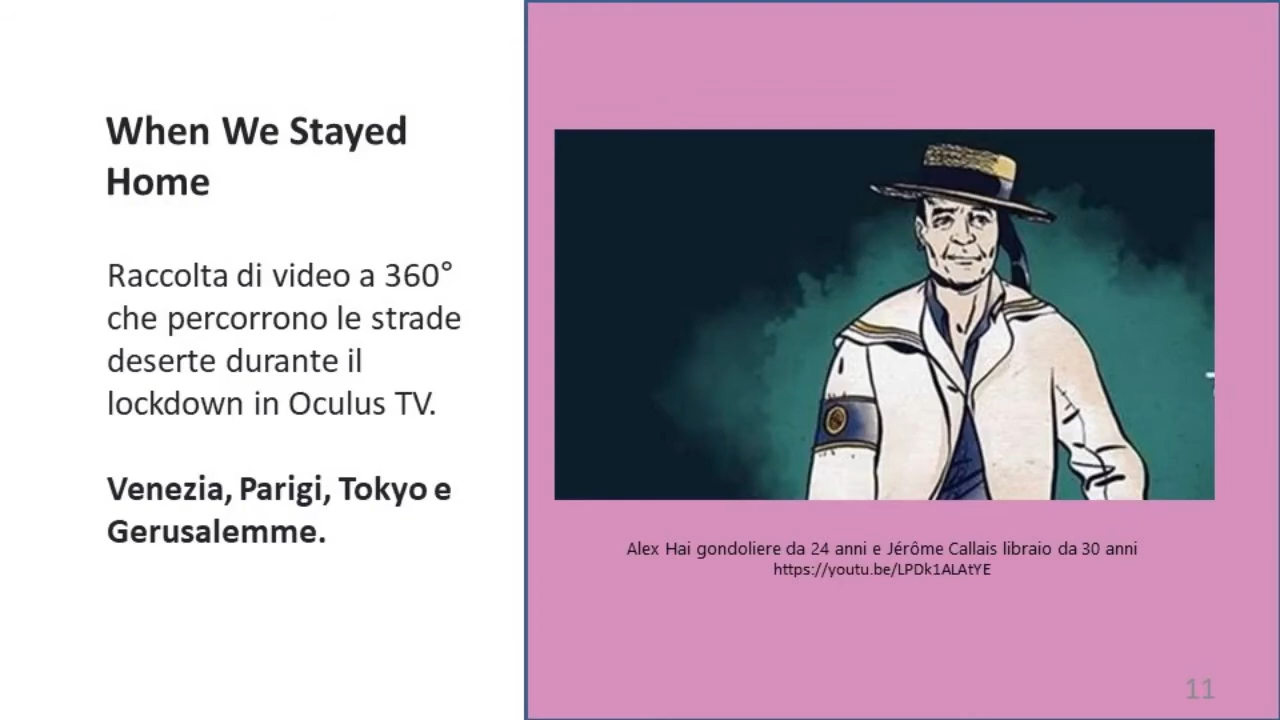 When We Stayed
Home
Raccolta di video a 360°
che percorrono le strade
deserte durante il
lockdown in Oculus TV.
Venezia, Parigi, Tokyo e
Gerusalemme.
Alex Hai gondoliere da 24 anni e Jérôme Callais libraio da 30 anni
https://youtu.be/LPDk1ALAtYE
11